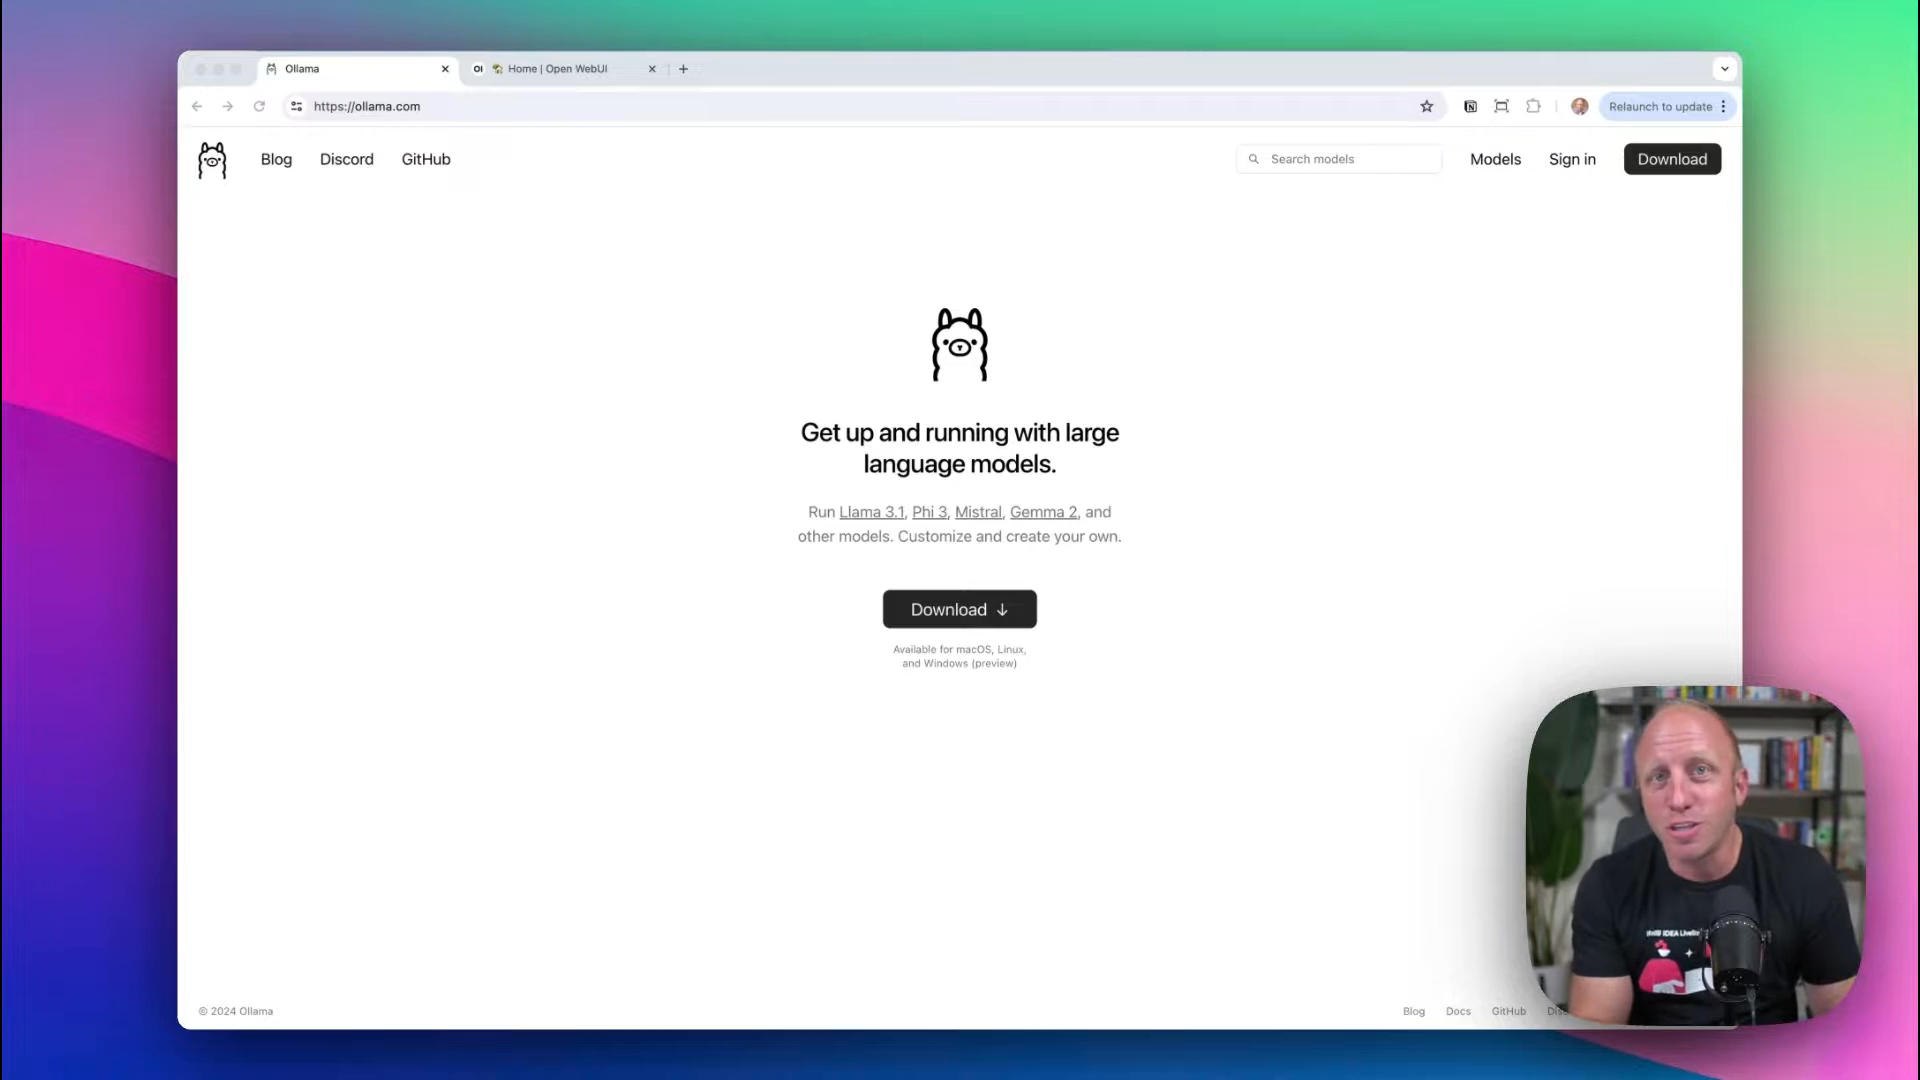 Ollama
OI Home | Open WebUI
https://ollama.com
Relaunch to update
Blog Discord GitHub
Search models
Models Sign in Download
Get up and running with large
language models.
Run Llama 3.1, Phi 3, Mistral, Gemma 2, and
other models. Customize and create your own.
Download ↓
Available for macOS, Linux,
and Windows (preview)
IDEA
© 2024 Ollama
Blog Docs GitHub